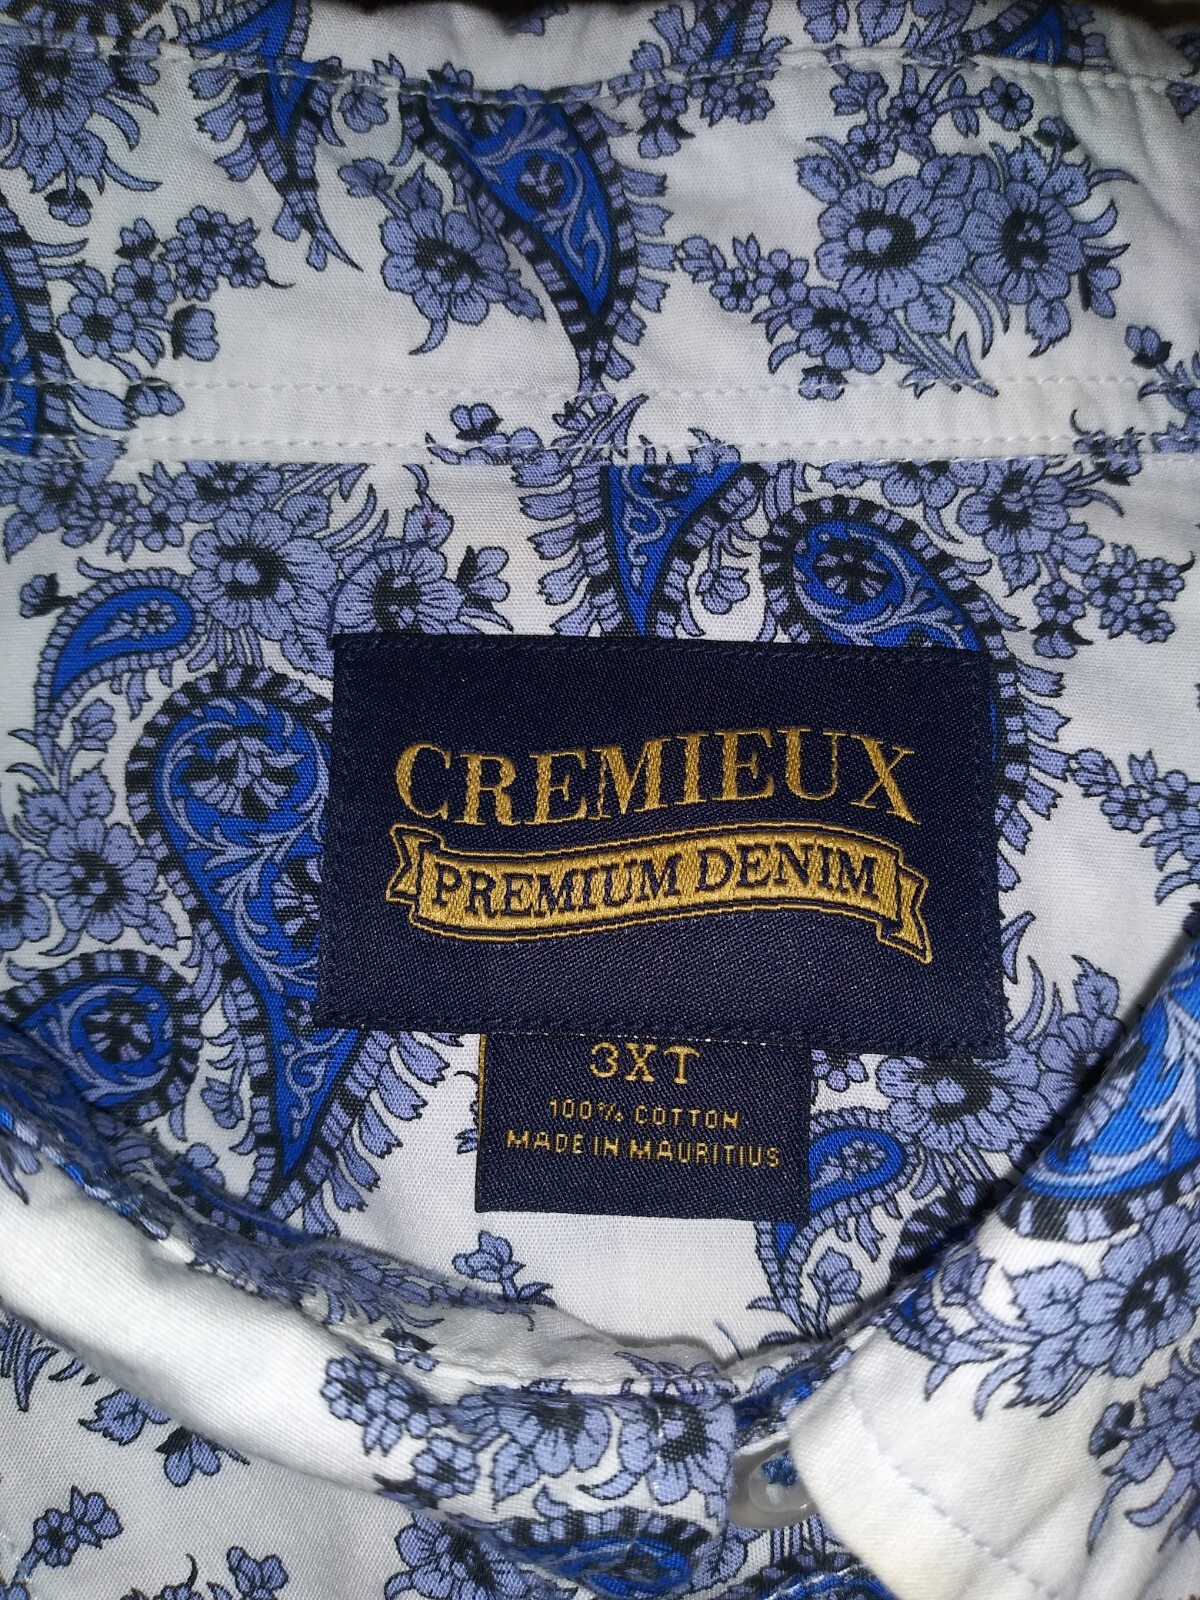 CREMIEUX
PREMIUM DENIM
3XT
100% COTTON
MADE IN MAURITIUS